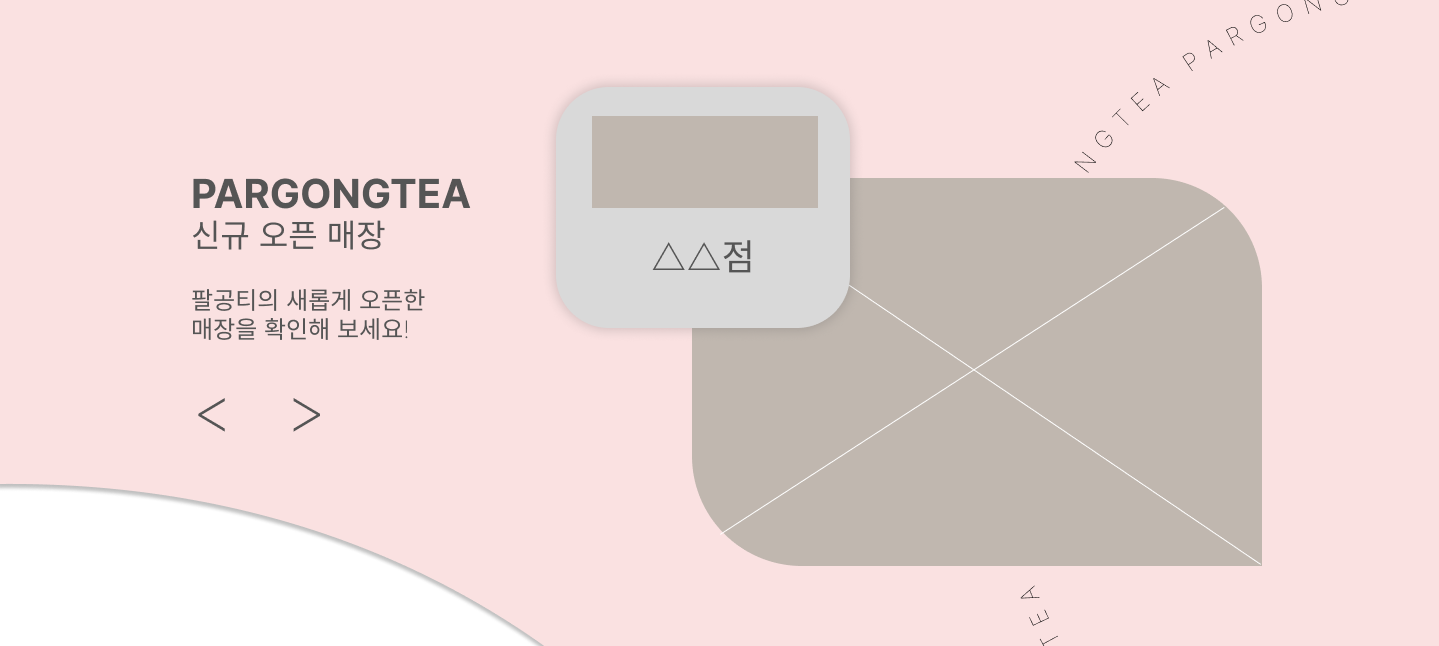 NGTEA PARGONG
PARGONGTEA
신규 오픈 매장
△△점
팔공티의 새롭게 오픈한
매장을 확인해 보세요!
< >
TEA